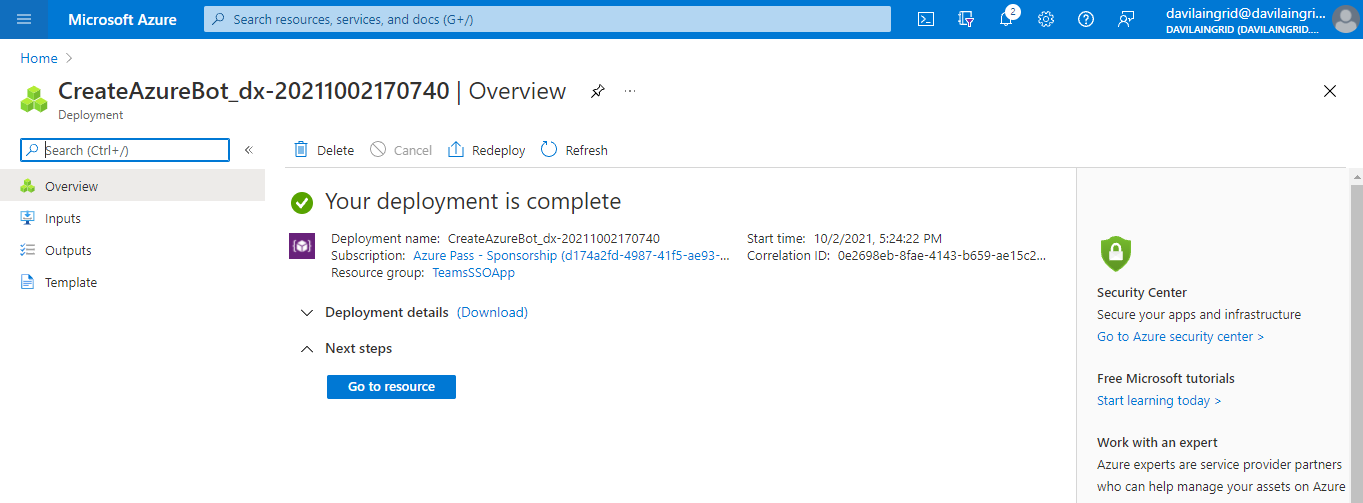 Microsoft Azure
Search resources, services, and docs (G+/)
2
davilaingrid@davilaingri...
DAVILAINGRID (DAVILAINGRID....
Home
CreateAzureBot_dx-20211002170740 | Overview
...
Deployment
Search (Ctrl+/)
«
Delete
Cancel
Redeploy
Refresh
Overview
Inputs
Outputs
Template
Your deployment is complete
Deployment name: CreateAzureBot_dx-20211002170740
Subscription: Azure Pass - Sponsorship (d174a2fd-4987-41f5-ae93-...
Resource group: TeamsSSOApp
Start time: 10/2/2021, 5:24:22 PM
Correlation ID: 0e2698eb-8fae-4143-b659-ae15c2...
Deployment details (Download)
Next steps
Go to resource
Security Center
Secure your apps and infrastructure
Go to Azure security center >
Free Microsoft tutorials
Start learning today >
Work with an expert
Azure experts are service provider partners
who can help manage your assets on Azure